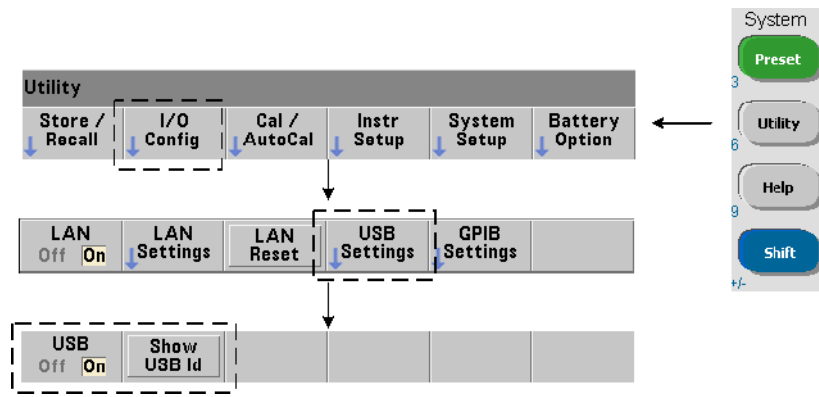 System
Preset
3
Utility
6
Help
9
Shift
+/-
Utility
Store / Recall
I/O Config
Cal / AutoCal
Instr Setup
System Setup
Battery Option
LAN
Off On
LAN Settings
LAN Reset
USB Settings
GPIB Settings
USB
Off On
Show USB Id